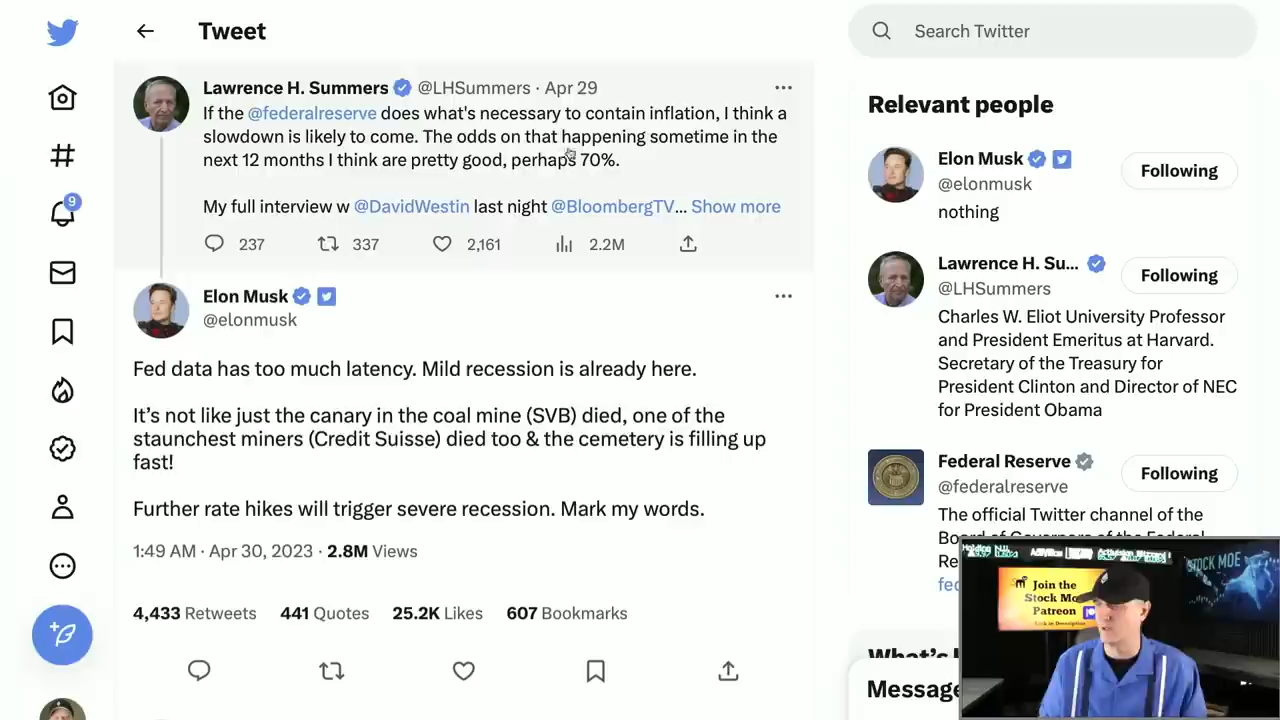 Tweet
Search Twitter
Lawrence H. Summers @LHSummers · Apr 29
If the @federalreserve does what's necessary to contain inflation, I think a
slowdown is likely to come. The odds on that happening sometime in the
next 12 months I think are pretty good, perhaps 70%.
My full interview w @DavidWestin last night @BloombergTV... Show more
237 337 2,161 2.2M
Elon Musk
@elonmusk
Fed data has too much latency. Mild recession is already here.
It's not like just the canary in the coal mine (SVB) died, one of the
staunchest miners (Credit Suisse) died too & the cemetery is filling up
fast!
Further rate hikes will trigger severe recession. Mark my words.
1:49 AM · Apr 30, 2023 · 2.8M Views
4,433 Retweets 441 Quotes 25.2K Likes 607 Bookmarks
9
Relevant people
Elon Musk
@elonmusk
Following
nothing
Lawrence H. Su...
@LHSummers
Following
Charles W. Eliot University Professor
and President Emeritus at Harvard.
Secretary of the Treasury for
President Clinton and Director of NEC
for President Obama
Federal Reserve
@federalreserve
Following
The official Twitter channel of the
Board of Governors of the Federal
Re
fed
What's
Message
Join the
Stock Mo
Patreon
Link in Description
STOCK MOE